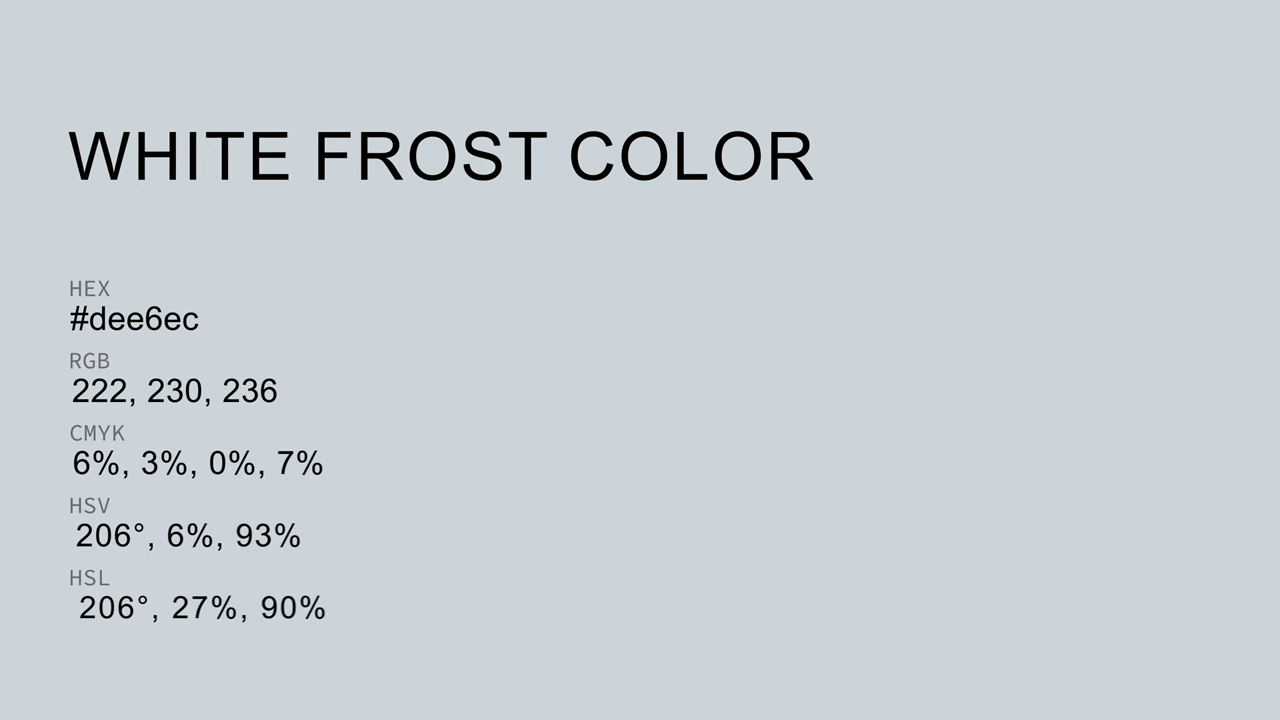 WHITE FROST COLOR
HEX
#dee6ec
RGB
222, 230, 236
CMYK
6%, 3%, 0%, 7%
HSV
206°, 6%, 93%
HSL
206°, 27%, 90%